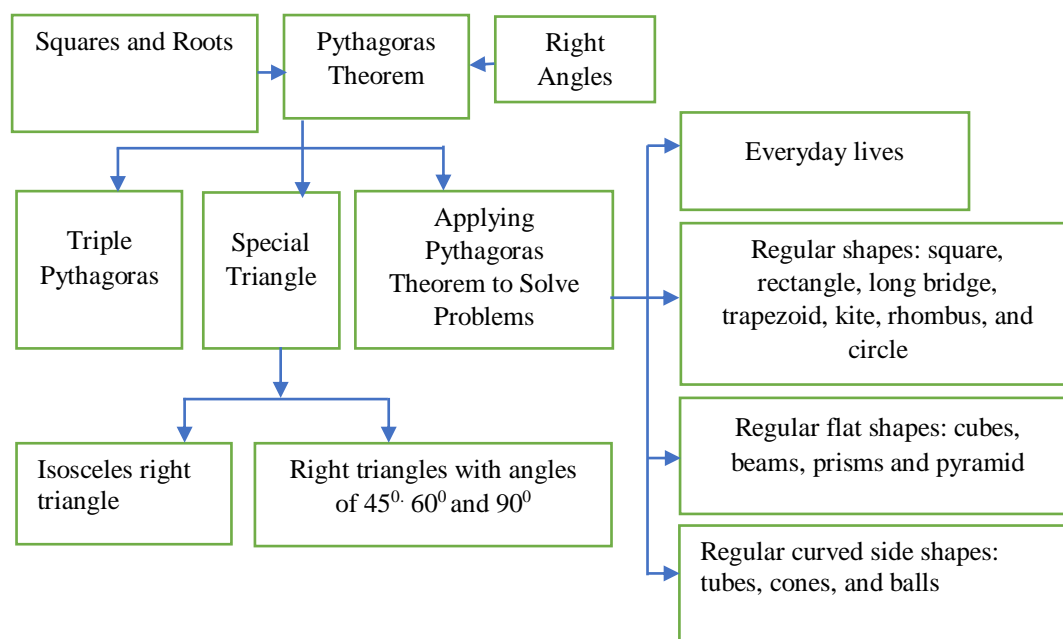 Squares and Roots
Pythagoras
Theorem
Right
Angles
Triple
Pythagoras
Special
Triangle
Applying
Pythagoras
Theorem to Solve
Problems
Everyday lives
Regular shapes: square,
rectangle, long bridge,
trapezoid, kite, rhombus, and
circle
Regular flat shapes: cubes,
beams, prisms and pyramid
Regular curved side shapes:
tubes, cones, and balls
Isosceles right
triangle
Right triangles with angles
of 45⁰· 60⁰ and 90⁰